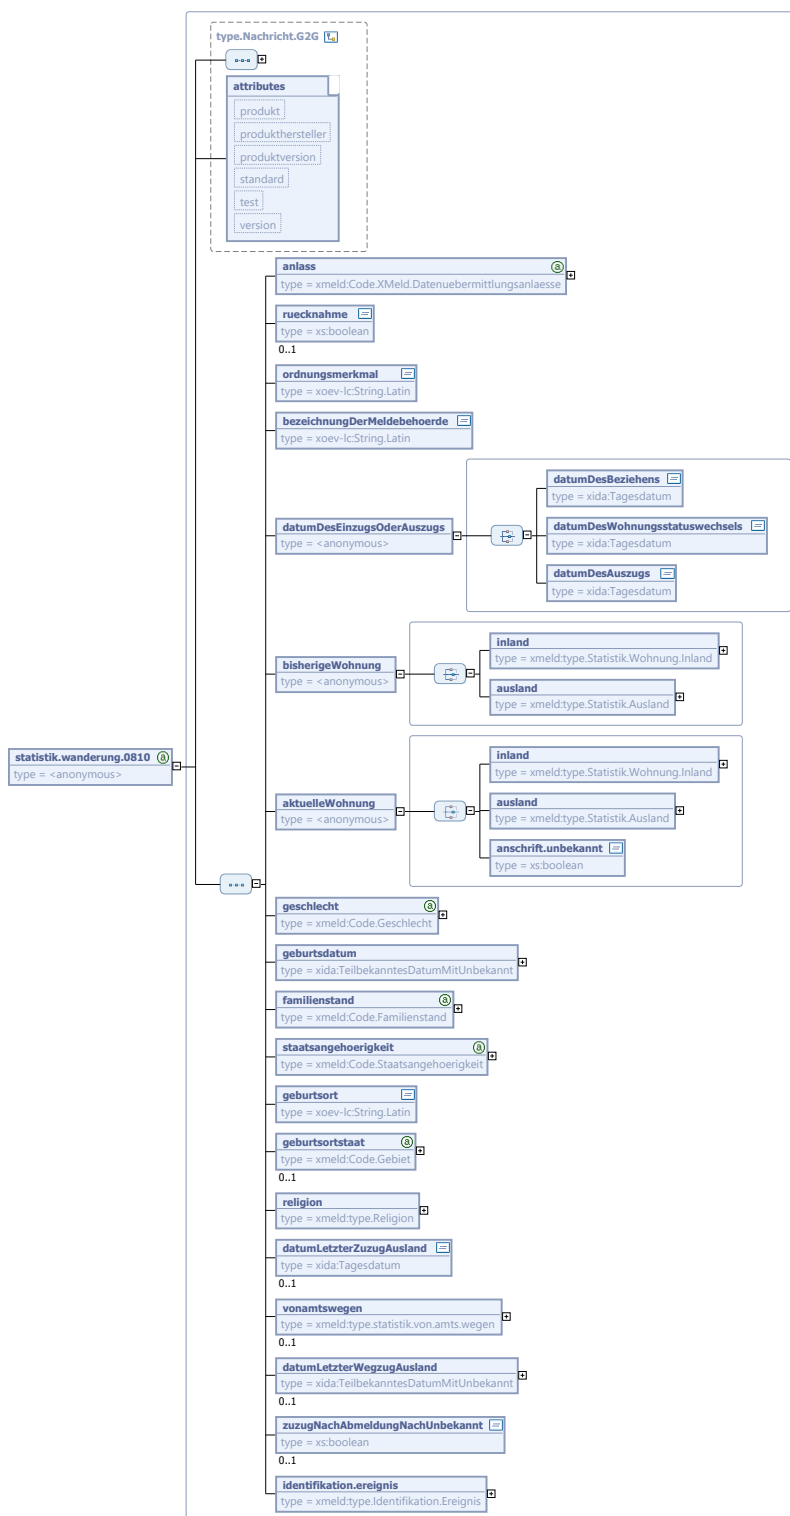 type.Nachricht.G2G
attributes
produkt
produkthersteller
produktversion
standard
test
version
anlass
type = xmeld:Code.XMeld.Datenuebermittlungsanlaesse
ruecknahme
type = xs:boolean
0..1
ordnungsmerkmal
type = xoev-lc:String.Latin
bezeichnungDerMeldebehoerde
type = xoev-lc:String.Latin
datumDesEinzugsOderAuszugs
type = <anonymous>
datumDesBeziehens
type = xida:Tagesdatum
datumDesWohnungsstatuswechsels
type = xida:Tagesdatum
datumDesAuszugs
type = xida:Tagesdatum
bisherigeWohnung
type = <anonymous>
inland
type = xmeld:type.Statistik.Wohnung.Inland
ausland
type = xmeld:type.Statistik.Ausland
statistik.wanderung.0810 a
type = <anonymous>
aktuelleWohnung
type = <anonymous>
inland
type = xmeld:type.Statistik.Wohnung.Inland
ausland
type = xmeld:type.Statistik.Ausland
anschrift.unbekannt
type = xs:boolean
geschlecht a
type = xmeld:Code.Geschlecht
geburtsdatum
type = xida:TeilbekanntesDatumMitUnbekannt
familienstand a
type = xmeld:Code.Familienstand
staatsangehoerigkeit a
type = xmeld:Code.Staatsangehoerigkeit
geburtsort
type = xoev-lc:String.Latin
geburtsortstaat a
type = xmeld:Code.Gebiet
0..1
religion
type = xmeld:type.Religion
datumLetzterZuzugAusland
type = xida:Tagesdatum
0..1
vonamtswegen
type = xmeld:type.statistik.von.amts.wegen
0..1
datumLetzterWegzugAusland
type = xida:TeilbekanntesDatumMitUnbekannt
0..1
zuzugNachAbmeldungNachUnbekannt
type = xs:boolean
0..1
identifikation.ereignis
type = xmeld:type.Identifikation.Ereignis